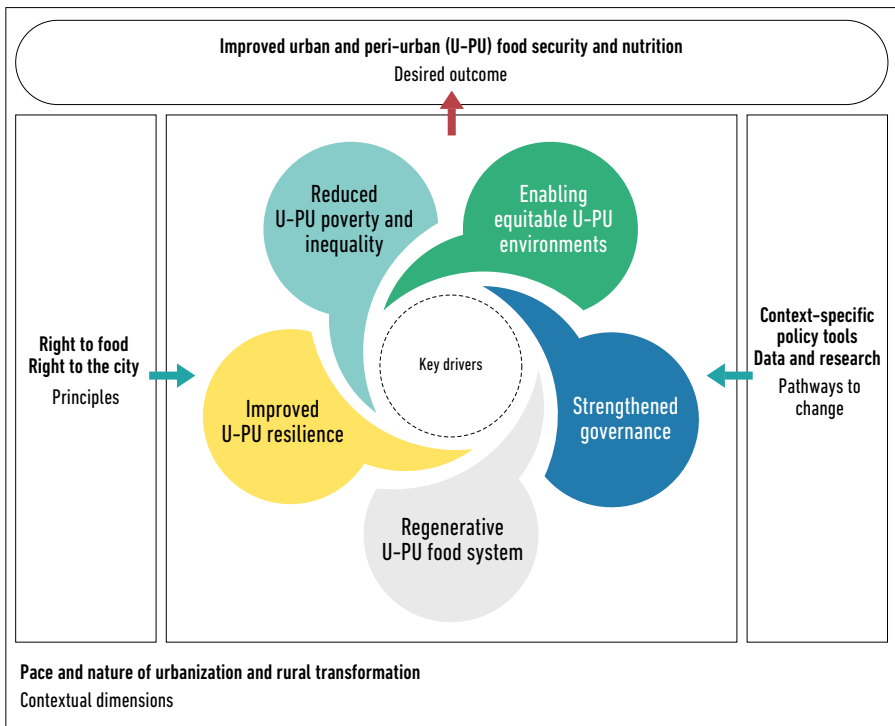 Improved urban and peri-urban (U-PU) food security and nutrition
Desired outcome
Reduced
U-PU poverty and
inequality
Enabling
equitable U-PU
environments
Right to food
Right to the city
Principles
Key drivers
Context-specific
policy tools
Data and research
Pathways to
change
Improved
U-PU resilience
Strengthened
governance
Regenerative
U-PU food system
Pace and nature of urbanization and rural transformation
Contextual dimensions